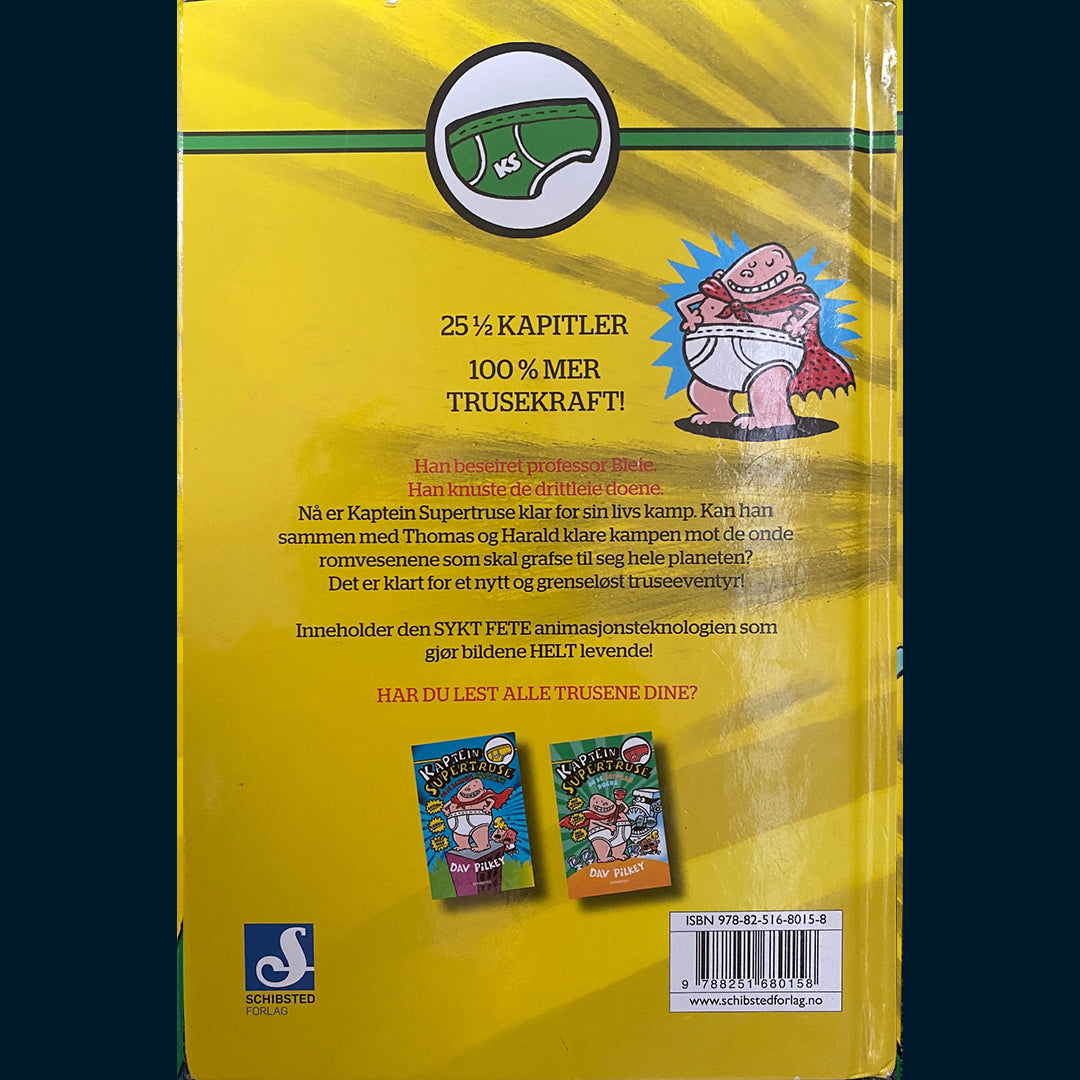 KS
25 ½ KAPITLER
100 % MER
TRUSEKRAFT!
Han beseiret professor Bleie.
Han knuste de drittleie doene.
Nå er Kaptein Supertruse klar for sin livs kamp. Kan han
sammen med Thomas og Harald klare kampen mot de onde
romvesenene som skal grafse til seg hele planeten?
Det er klart for et nytt og grenseløst truseeventyr!
Inneholder den SYKT FETE animasjonsteknologien som
gjør bildene HELT levende!
HAR DU LEST ALLE TRUSENE DINE?
KAPTEIN
SUPERTRUSE
DAV PILKEY
KAPTEIN
SUPERTRUSE
DAV PILKEY
SCHIBSTED
FORLAG
ISBN 978-82-516-8015-8
9 788251 680158
www.schibstedforlag.no